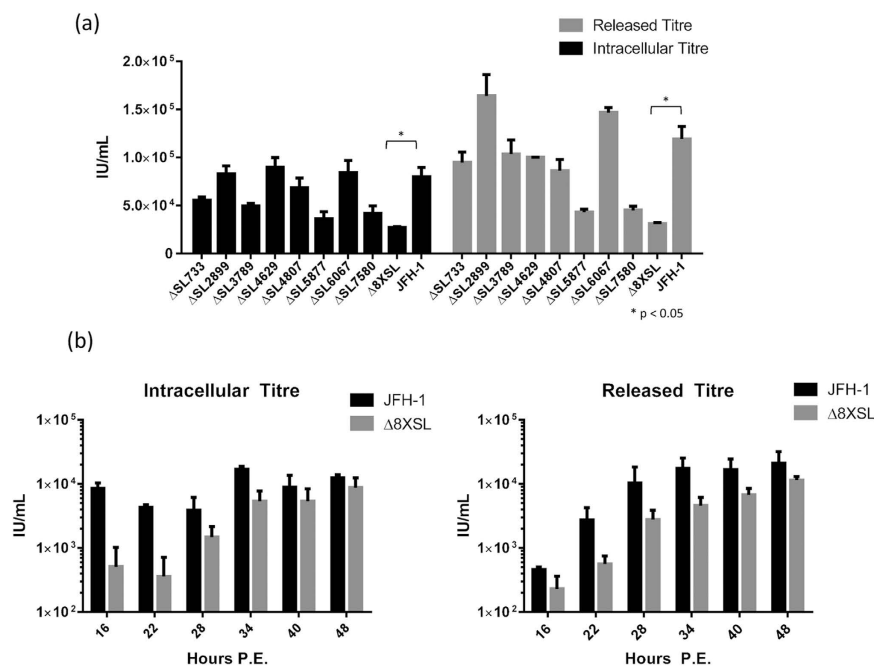 (a)
Released Titre
Intracellular Titre
IU/mL
2.0×10⁵
1.5×10⁵
1.0×10⁵
5.0×10⁴
0
*
*
ΔSL733
ΔSL2899
ΔSL3789
ΔSL4629
ΔSL4807
ΔSL5877
ΔSL6067
ΔSL7580
Δ8XSL
JFH-1
ΔSL733
ΔSL2899
ΔSL3789
ΔSL4629
ΔSL4807
ΔSL5877
ΔSL6067
ΔSL7580
Δ8XSL
JFH-1
* p < 0.05
(b)
Intracellular Titre
JFH-1
Δ8XSL
IU/mL
1×10⁵
1×10⁴
1×10³
1×10²
16
22
28
34
40
48
Hours P.E.
Released Titre
JFH-1
Δ8XSL
IU/mL
1×10⁵
1×10⁴
1×10³
1×10²
16
22
28
34
40
48
Hours P.E.